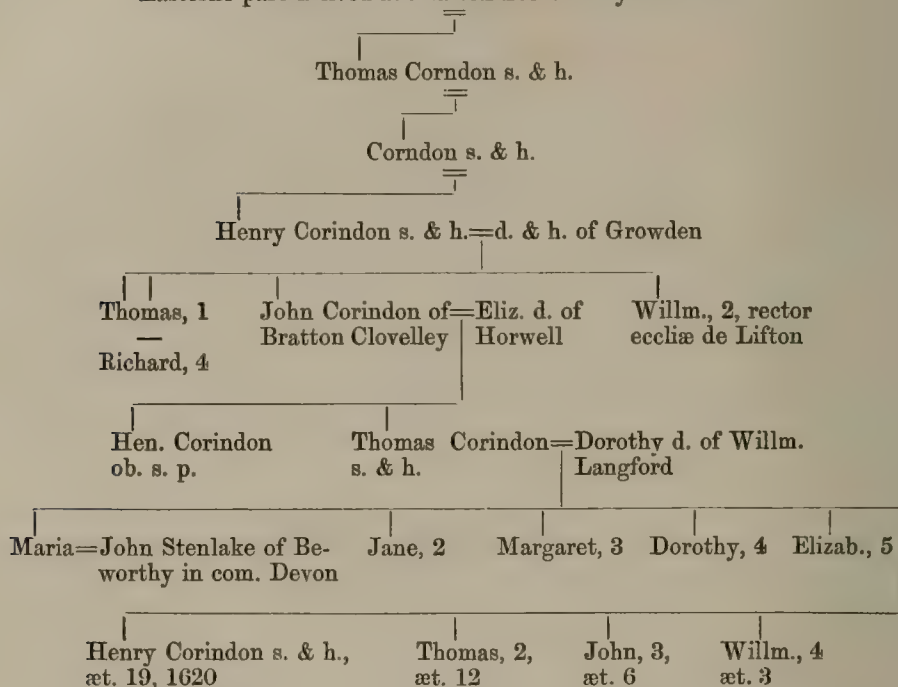 Thomas Corndon s. & h.
Corndon s. & h.
Henry Corindon s. & h.=d. & h. of Growden
Thomas, 1
—
Richard, 4
John Corindon of=Eliz. d. of
Bratton Clovelley Horwell
Willm., 2, rector
eccliæ de Lifton
Hen. Corindon
ob. s. p.
Thomas Corindon=Dorothy d. of Willm.
s. & h. Langford
Maria=John Stenlake of Be-
worthy in com. Devon
Jane, 2
Margaret, 3
Dorothy, 4
Elizab., 5
Henry Corindon s. & h.,
æt. 19, 1620
Thomas, 2,
æt. 12
John, 3,
æt. 6
Willm., 4
æt. 3